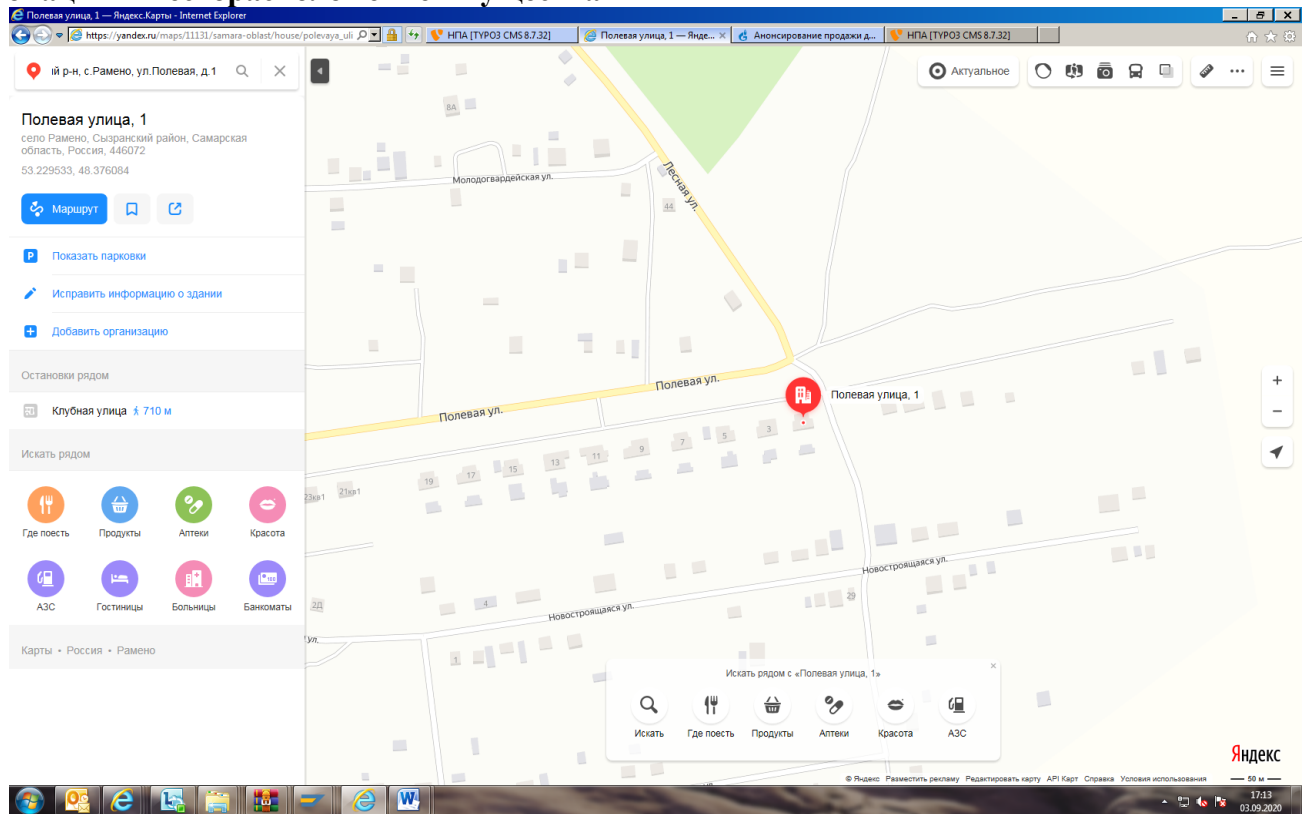 Полевая улица, 1 — Яндекс.Карты - Internet Explorer
https://yandex.ru/maps/11131/samara-oblast/house/polevaya_uli
НПА [TYPO3 CMS 8.7.32]
Полевая улица, 1 — Янде...
Анонсирование продажи д...
НПА [TYPO3 CMS 8.7.32]
р-н, с.Рамено, ул.Полевая, д.1
Актуальное
Полевая улица, 1
село Рамено, Сызранский район, Самарская
область, Россия, 446072
53.229533, 48.376084
Маршрут
P Показать парковки
Исправить информацию о здании
Добавить организацию
Остановки рядом
Клубная улица 710 м
Искать рядом
Где поесть Продукты Аптеки Красота
АЗС Гостиницы Больницы Банкоматы
Карты • Россия • Рамено
8А
Молодогвардейская ул.
Лесная ул.
44
Полевая ул.
Полевая улица, 1
Полевая ул.
3
5
7
9
11
13
15
17
19
21кв1
23кв1
Новостроящаяся ул.
29
4
2Д
Новостроящаяся ул.
ул.
1
Искать рядом с «Полевая улица, 1»
Искать Где поесть Продукты Аптеки Красота АЗС
Яндекс
© Яндекс Разместить рекламу Редактировать карту API Карт Справка Условия использования 50 м
17:13
03.09.2020